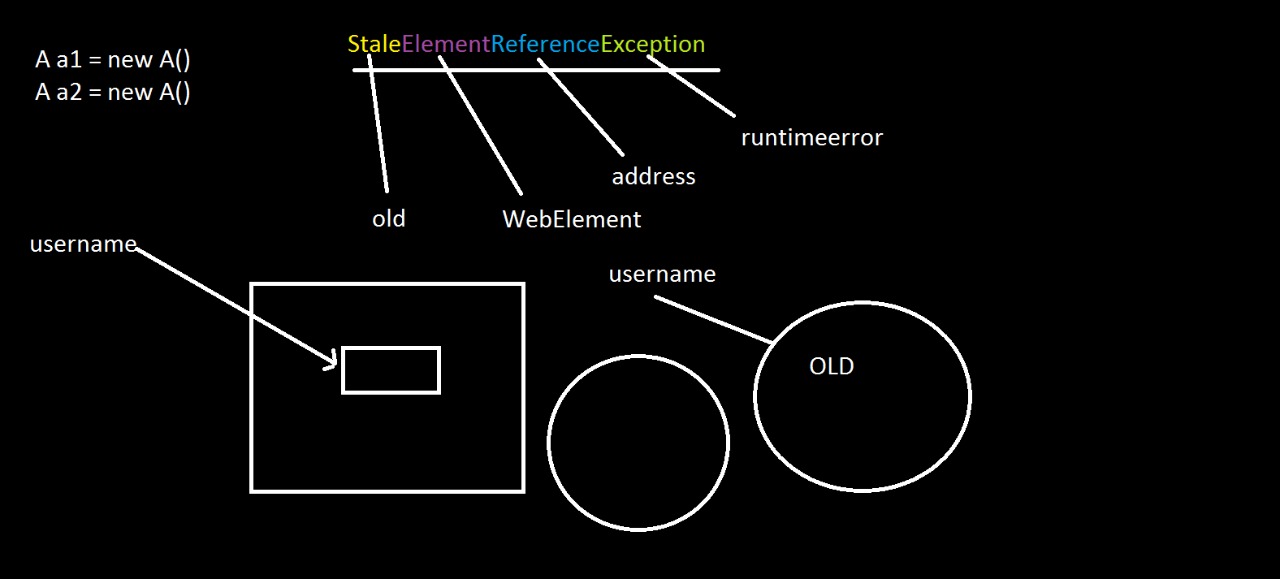 StaleElementReferenceException
A a1 = new A()
A a2 = new A()
runtimeerror
address
old
WebElement
username
username
OLD